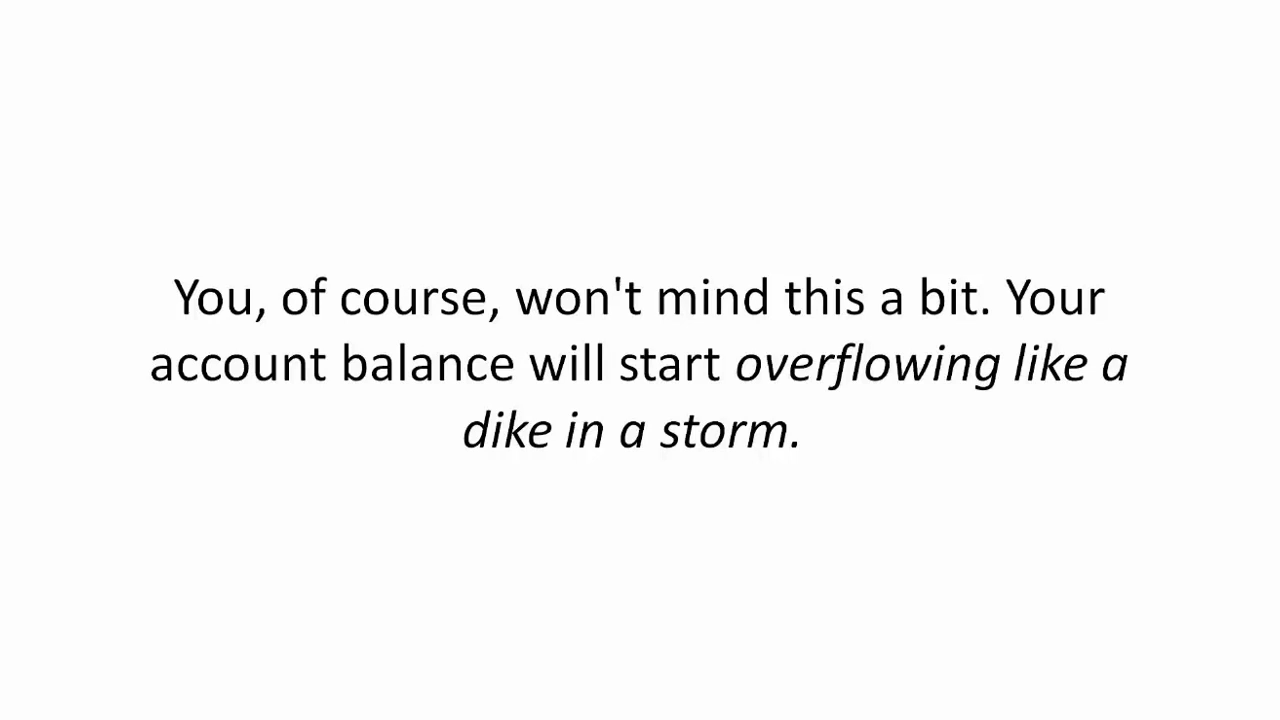 You, of course, won't mind this a bit. Your
account balance will start overflowing like a
dike in a storm.